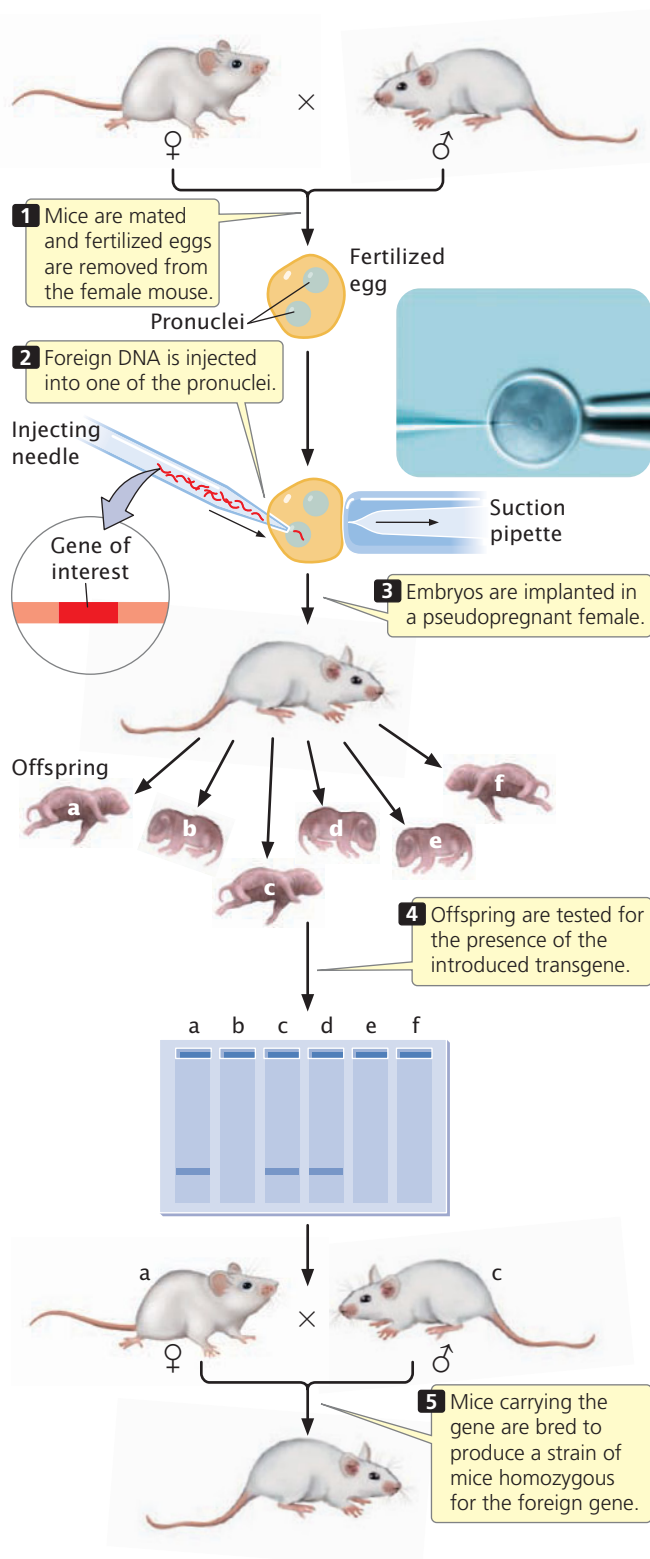 ×
♀
♂
1 Mice are mated
and fertilized eggs
are removed from
the female mouse.
Fertilized
egg
Pronuclei
2 Foreign DNA is injected
into one of the pronuclei.
Injecting
needle
Suction
pipette
Gene of
interest
3 Embryos are implanted in
a pseudopregnant female.
Offspring
a
b
c
d
e
f
4 Offspring are tested for
the presence of the
introduced transgene.
a b c d e f
a
c
×
♀
♂
5 Mice carrying the
gene are bred to
produce a strain of
mice homozygous
for the foreign gene.